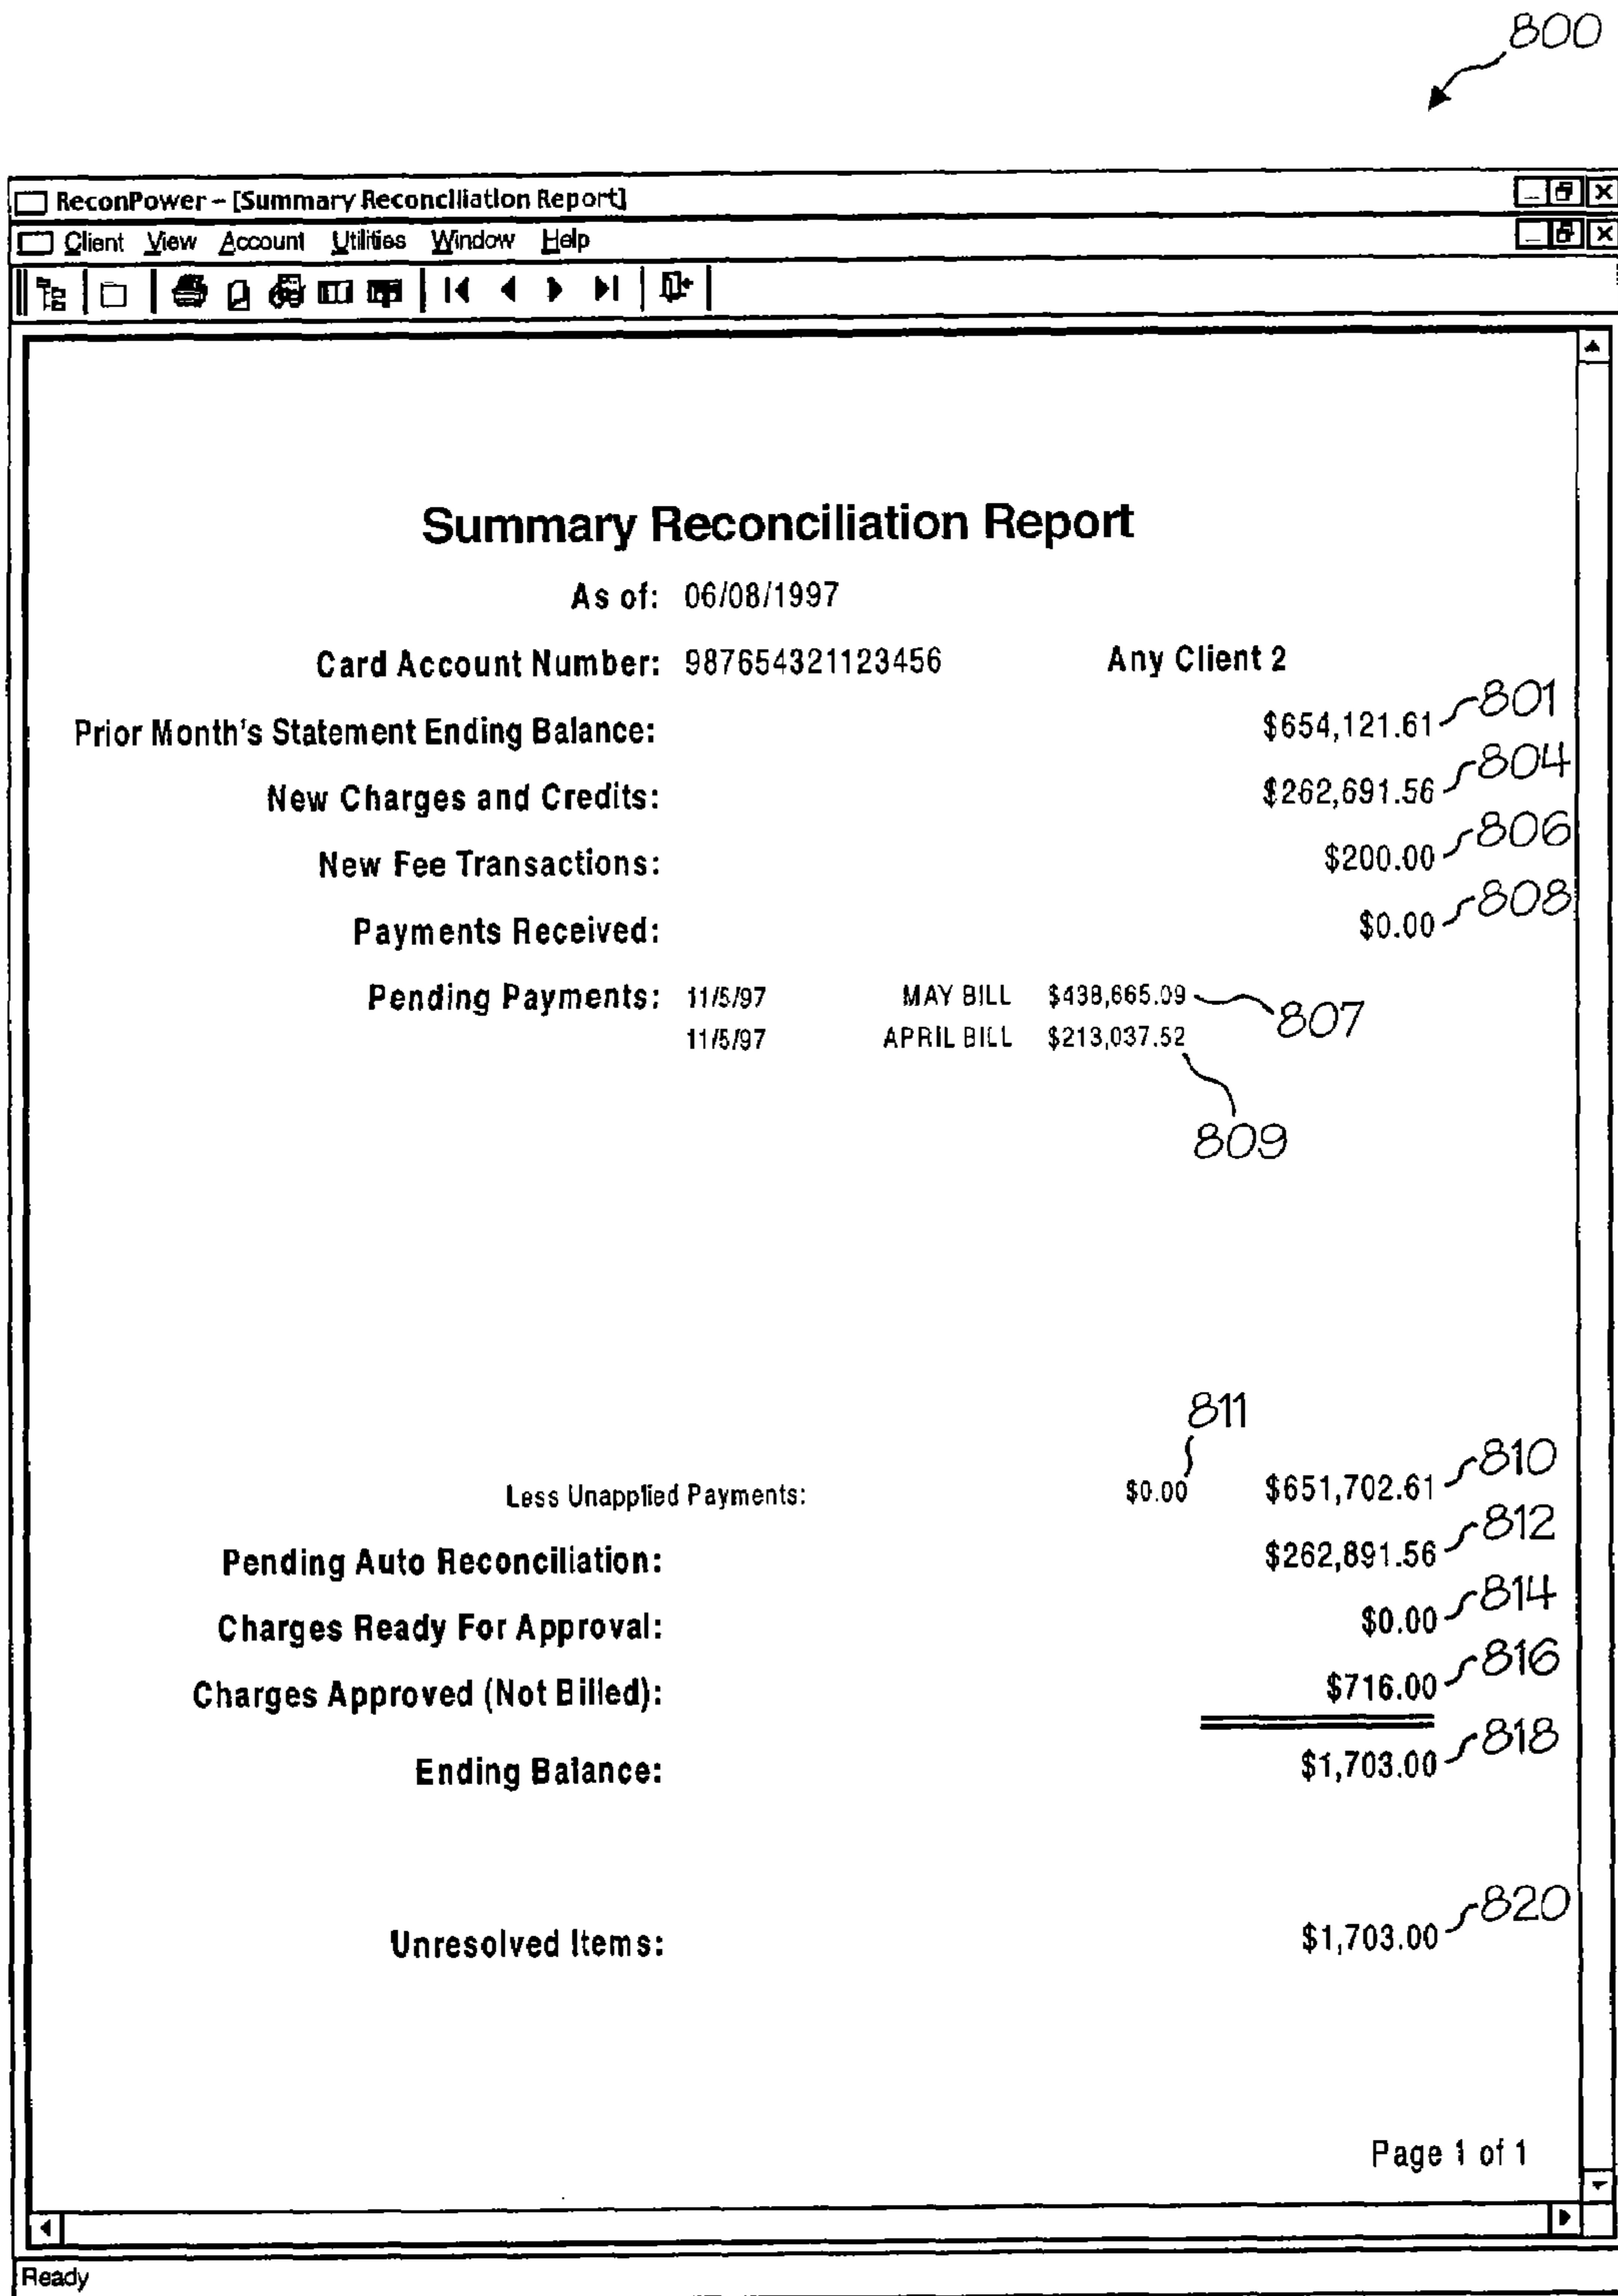 800
ReconPower - [Summary Reconciliation Report]
Client View Account Utilities Window Help
Summary Reconciliation Report
As of: 06/08/1997
Card Account Number: 987654321123456 Any Client 2
Prior Month's Statement Ending Balance: $654,121.61 801
New Charges and Credits: $262,691.56 804
New Fee Transactions: $200.00 806
Payments Received: $0.00 808
Pending Payments: 11/5/97 MAY BILL $438,665.09 807
11/5/97 APRIL BILL $213,037.52
809
811
Less Unapplied Payments: $0.00 $651,702.61 810
Pending Auto Reconciliation: $262,891.56 812
Charges Ready For Approval: $0.00 814
Charges Approved (Not Billed): $716.00 816
Ending Balance: $1,703.00 818
Unresolved Items: $1,703.00 820
Page 1 of 1
Ready